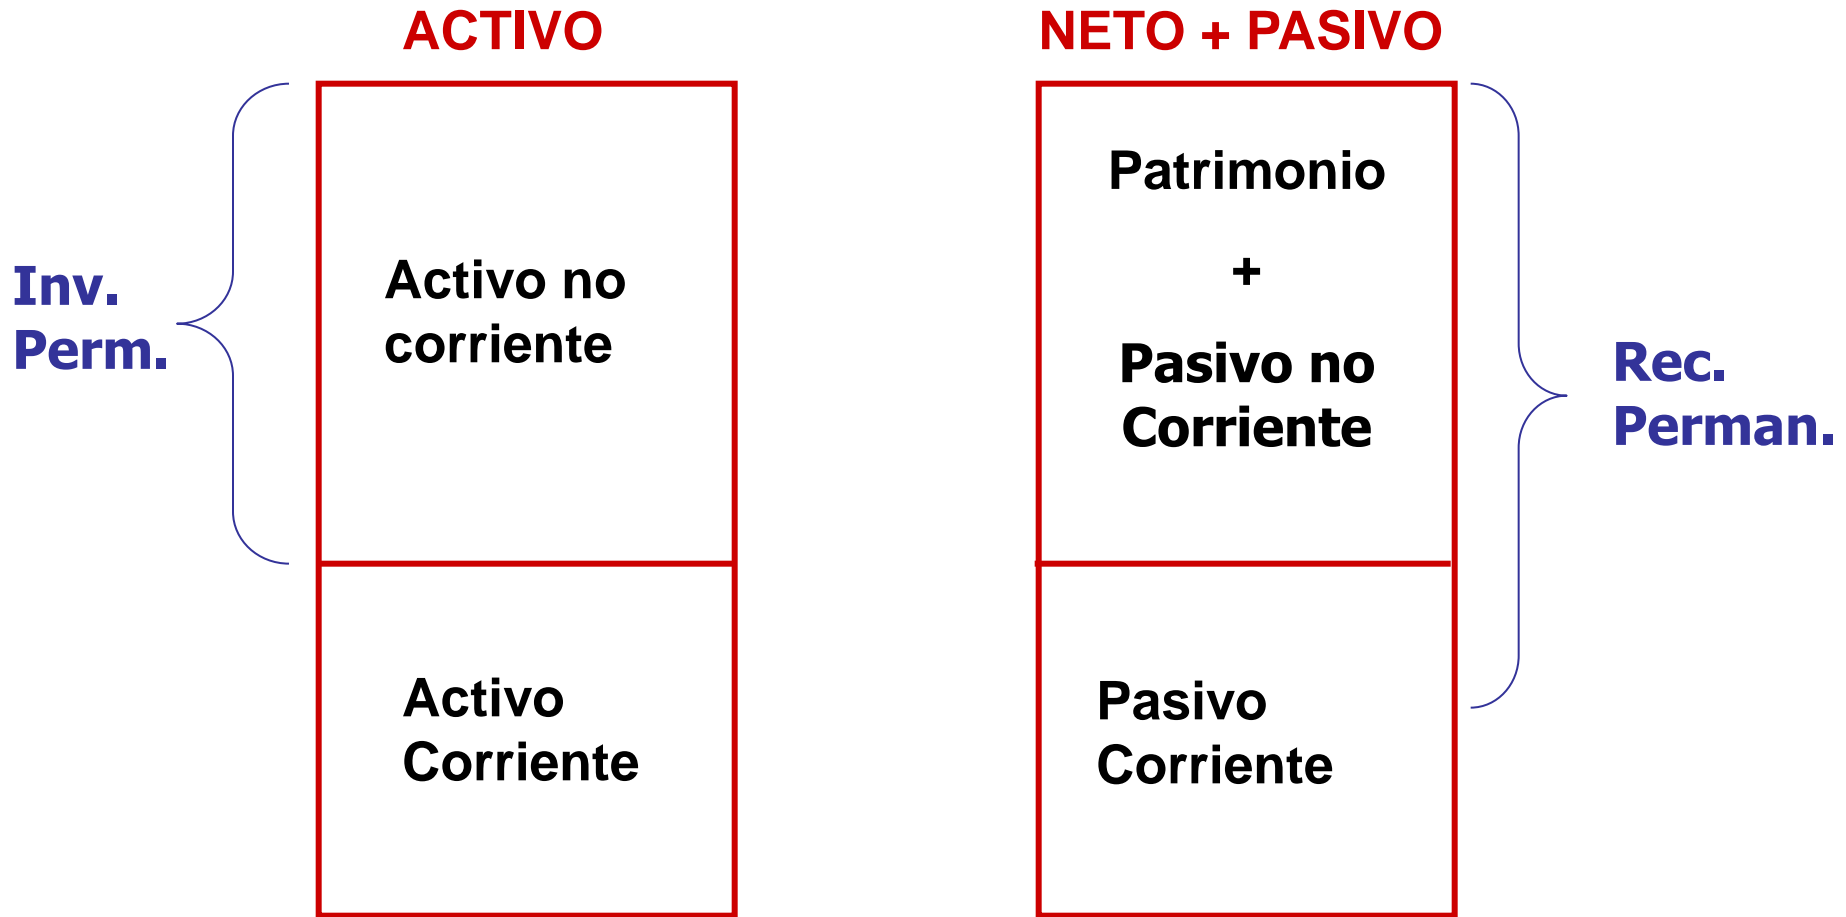 ACTIVO
NETO + PASIVO
Inv.
Perm.
Activo no
corriente
Activo
Corriente
Patrimonio
+
Pasivo no
Corriente
Pasivo
Corriente
Rec.
Perman.